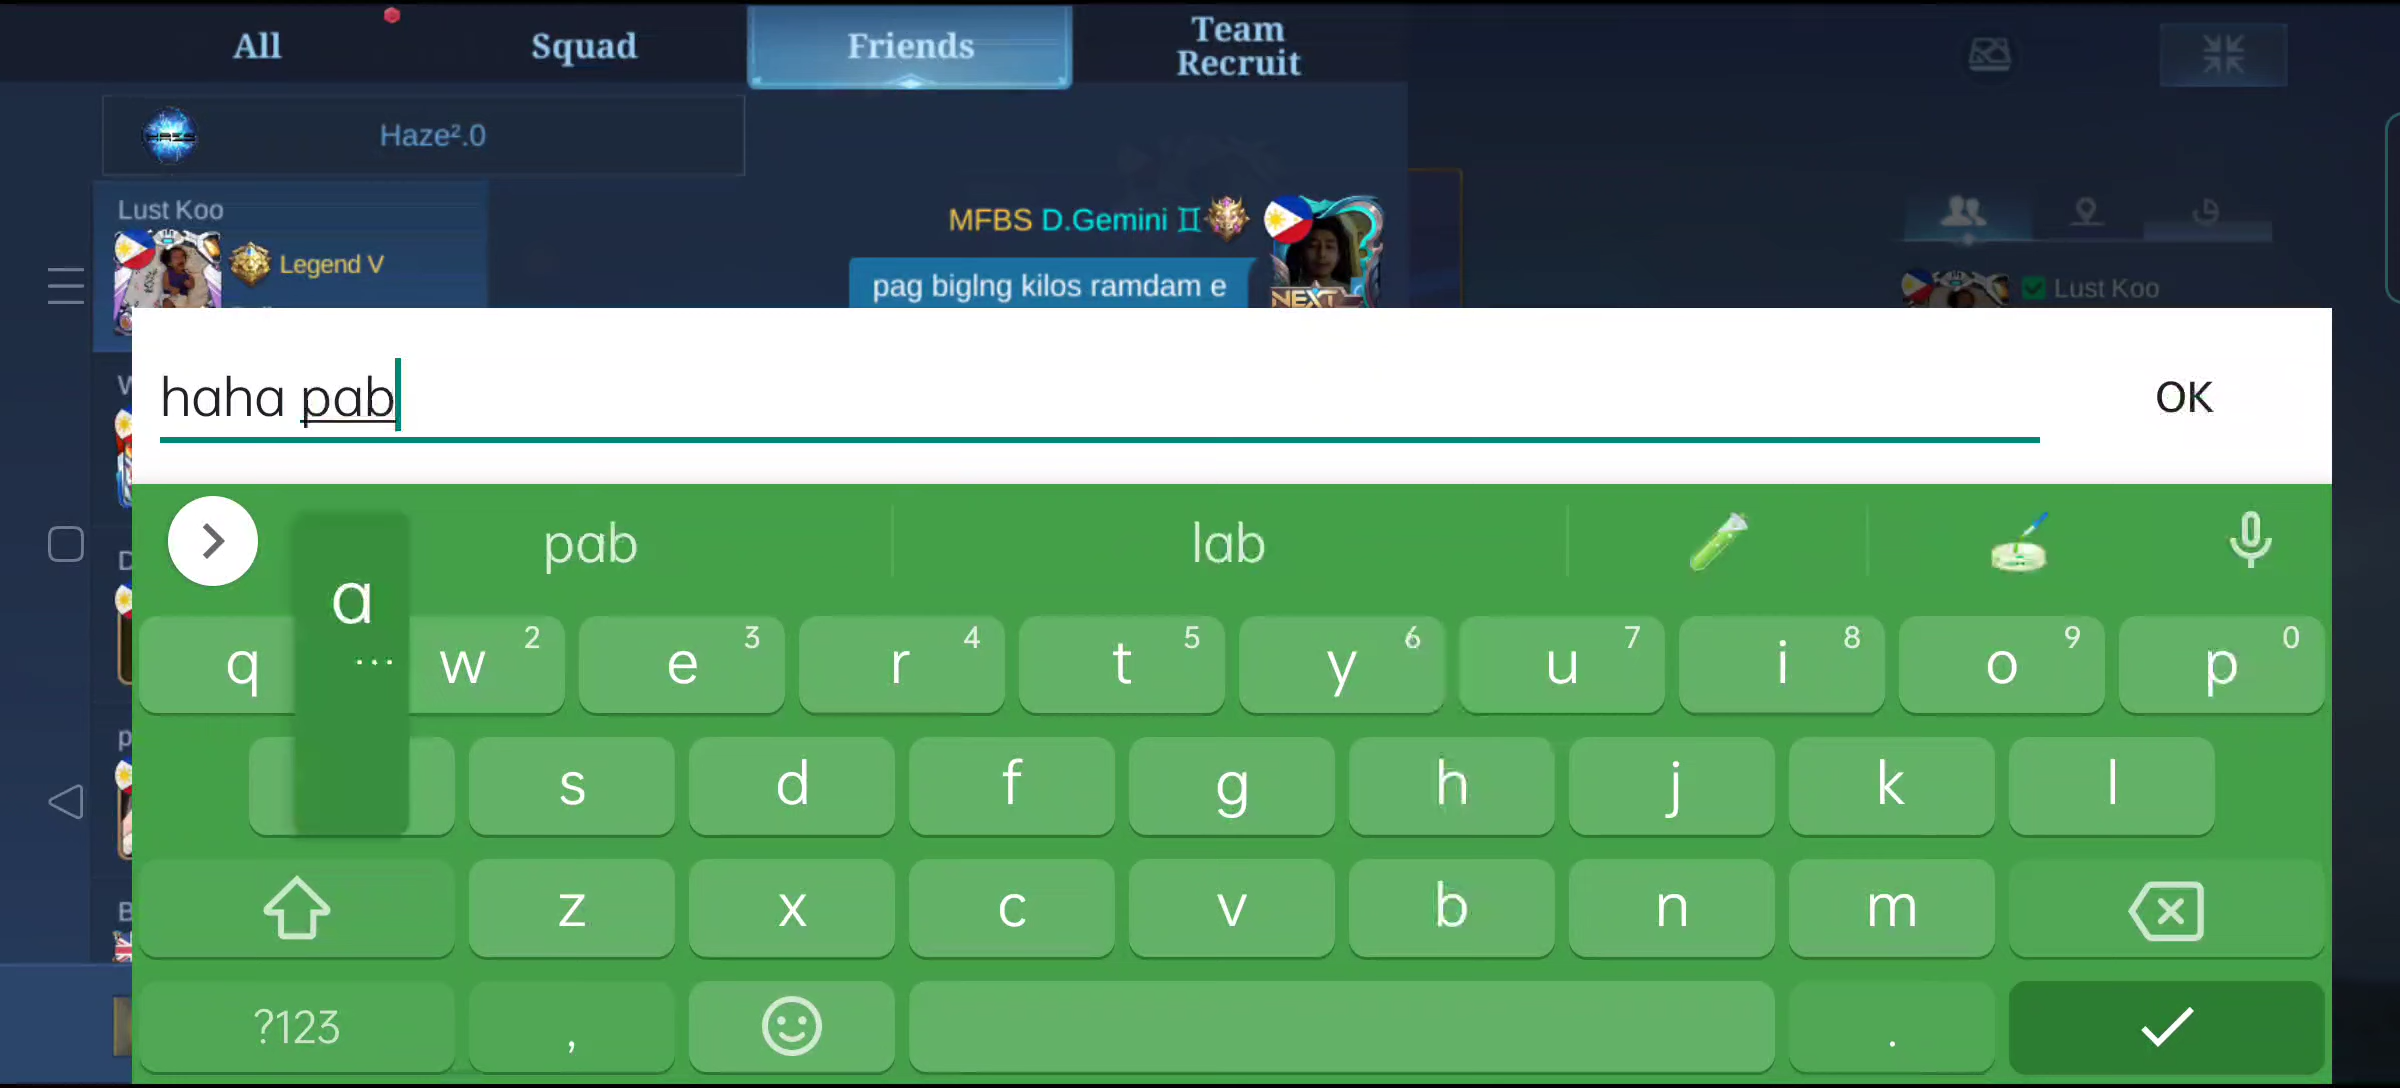 All
Squad
Friends
Team
Recruit
Haze².0
Lust Koo
Legend V
MFBS D.Gemini ♊
pag biglng kilos ramdam e
NEXT
Lust Koo
haha pab
OK
pab
lab
a
...
q
w 2
e 3
r 4
t 5
y 6
u 7
i 8
o 9
p 0
s
d
f
g
h
j
k
l
z
x
c
v
b
n
m
?123
,
.